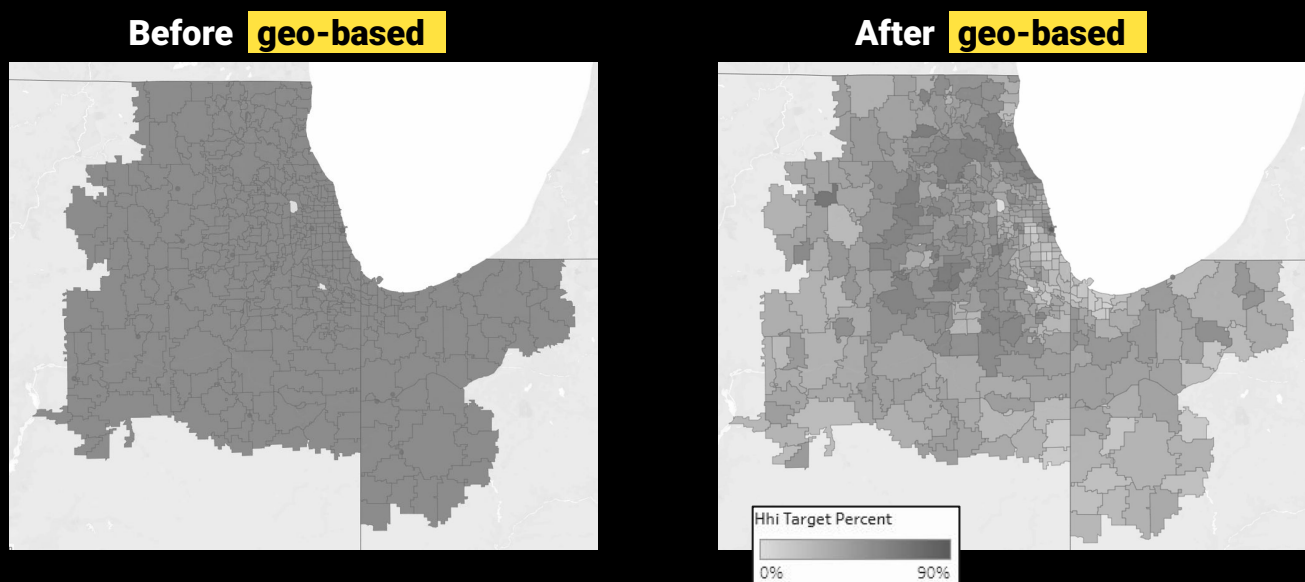 Before geo-based
After geo-based
Hhi Target Percent
0% 90%